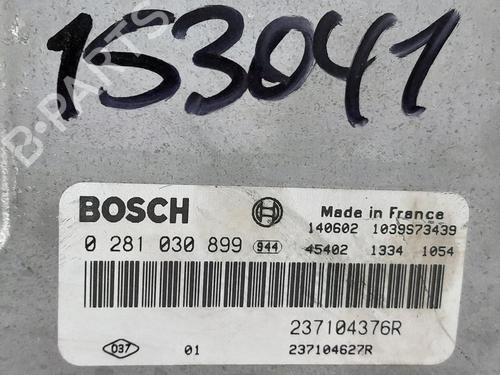 153041
B-PARTS
BOSCH
Made in France
140602 1039S73439
0 281 030 899 944 45402 1334 1054
237104376R
037 01 237104627R